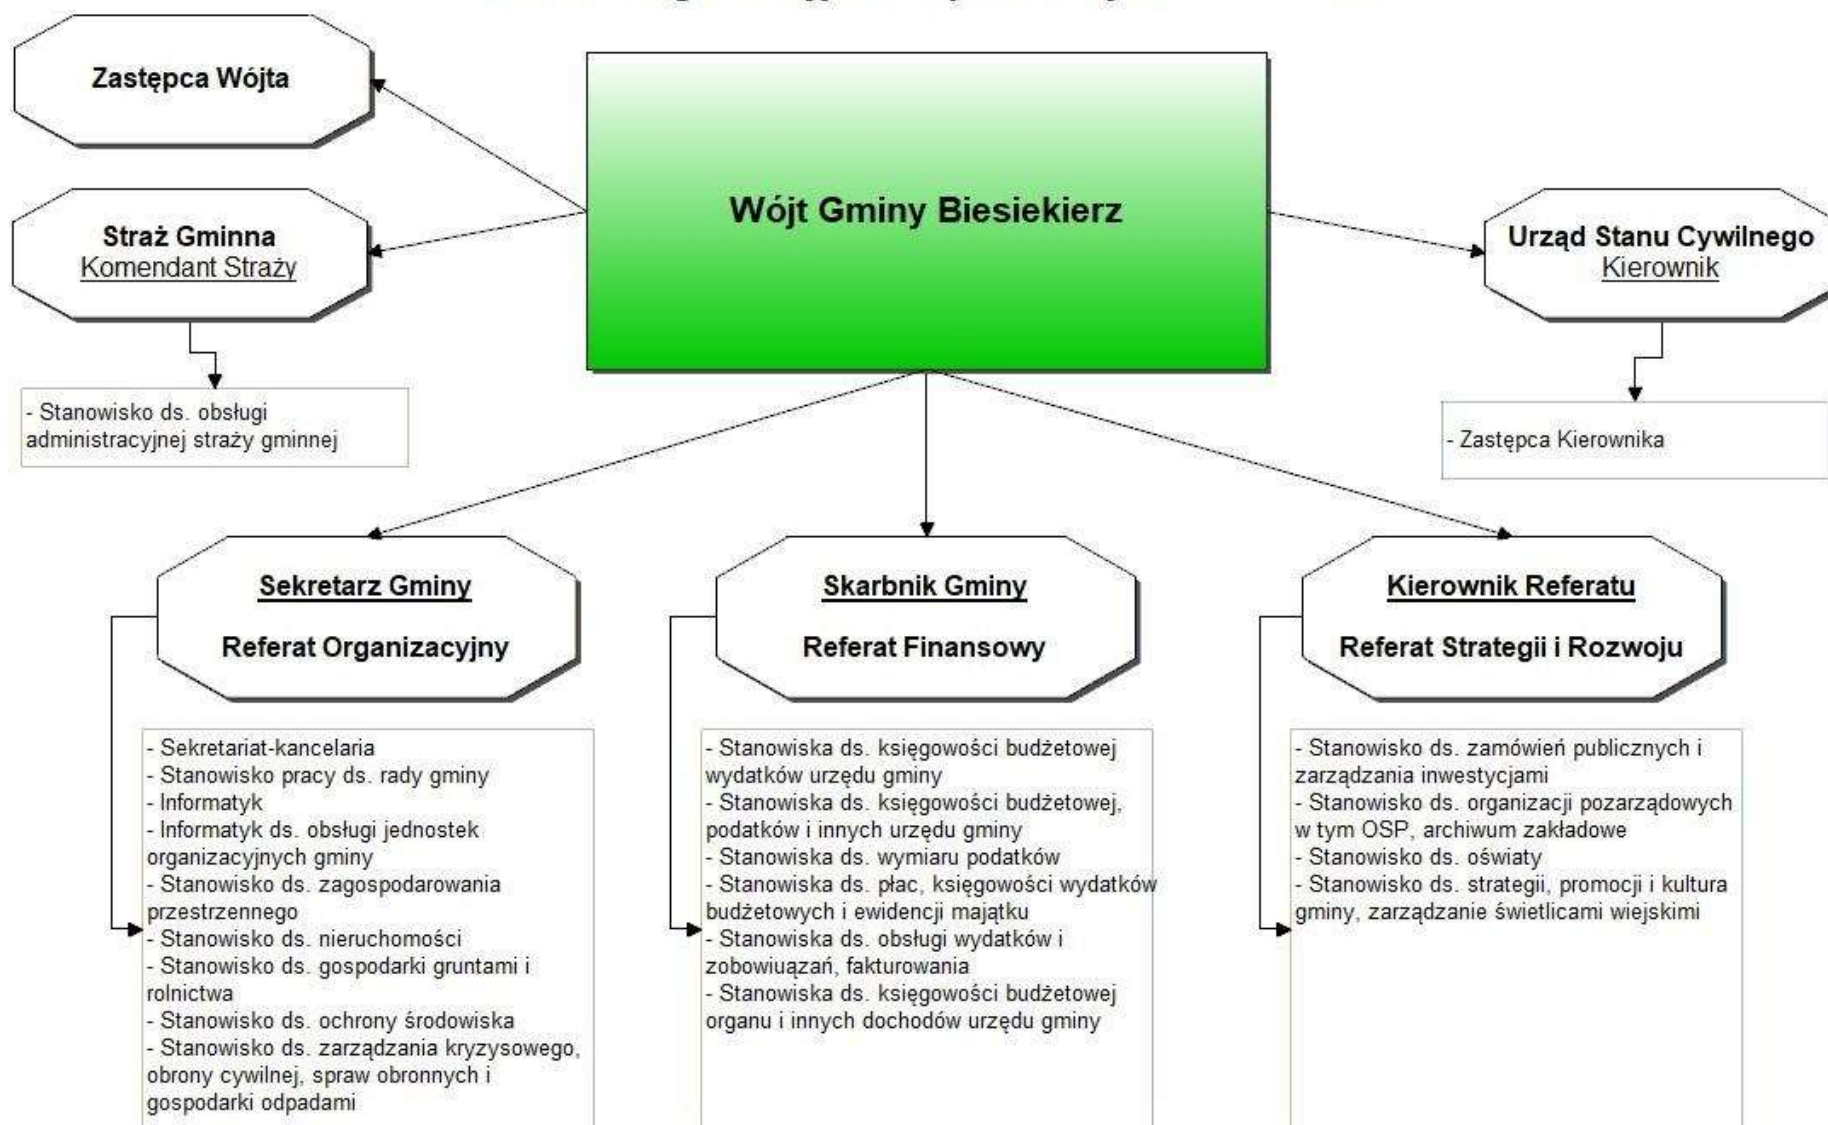 Zastępca Wójta
Wójt Gminy Biesiekierz
Straż Gminna
Komendant Straży
Urząd Stanu Cywilnego
Kierownik
- Stanowisko ds. obsługi
administracyjnej straży gminnej
- Zastępca Kierownika
Sekretarz Gminy
Referat Organizacyjny
Skarbnik Gminy
Referat Finansowy
Kierownik Referatu
Referat Strategii i Rozwoju
- Sekretariat-kancelaria
- Stanowisko pracy ds. rady gminy
- Informatyk
- Informatyk ds. obsługi jednostek
organizacyjnych gminy
- Stanowisko ds. zagospodarowania
przestrzennego
- Stanowisko ds. nieruchomości
- Stanowisko ds. gospodarki gruntami i
rolnictwa
- Stanowisko ds. ochrony środowiska
- Stanowisko ds. zarządzania kryzysowego,
obrony cywilnej, spraw obronnych i
gospodarki odpadami
- Stanowiska ds. księgowości budżetowej
wydatków urzędu gminy
- Stanowiska ds. księgowości budżetowej,
podatków i innych urzędu gminy
- Stanowiska ds. wymiaru podatków
- Stanowiska ds. płac, księgowości wydatków
budżetowych i ewidencji majątku
- Stanowiska ds. obsługi wydatków i
zobowiuązań, fakturowania
- Stanowiska ds. księgowości budżetowej
organu i innych dochodów urzędu gminy
- Stanowisko ds. zamówień publicznych i
zarządzania inwestycjami
- Stanowisko ds. organizacji pozarządowych
w tym OSP, archiwum zakładowe
- Stanowisko ds. oświaty
- Stanowisko ds. strategii, promocji i kultura
gminy, zarządzanie świetlicami wiejskimi